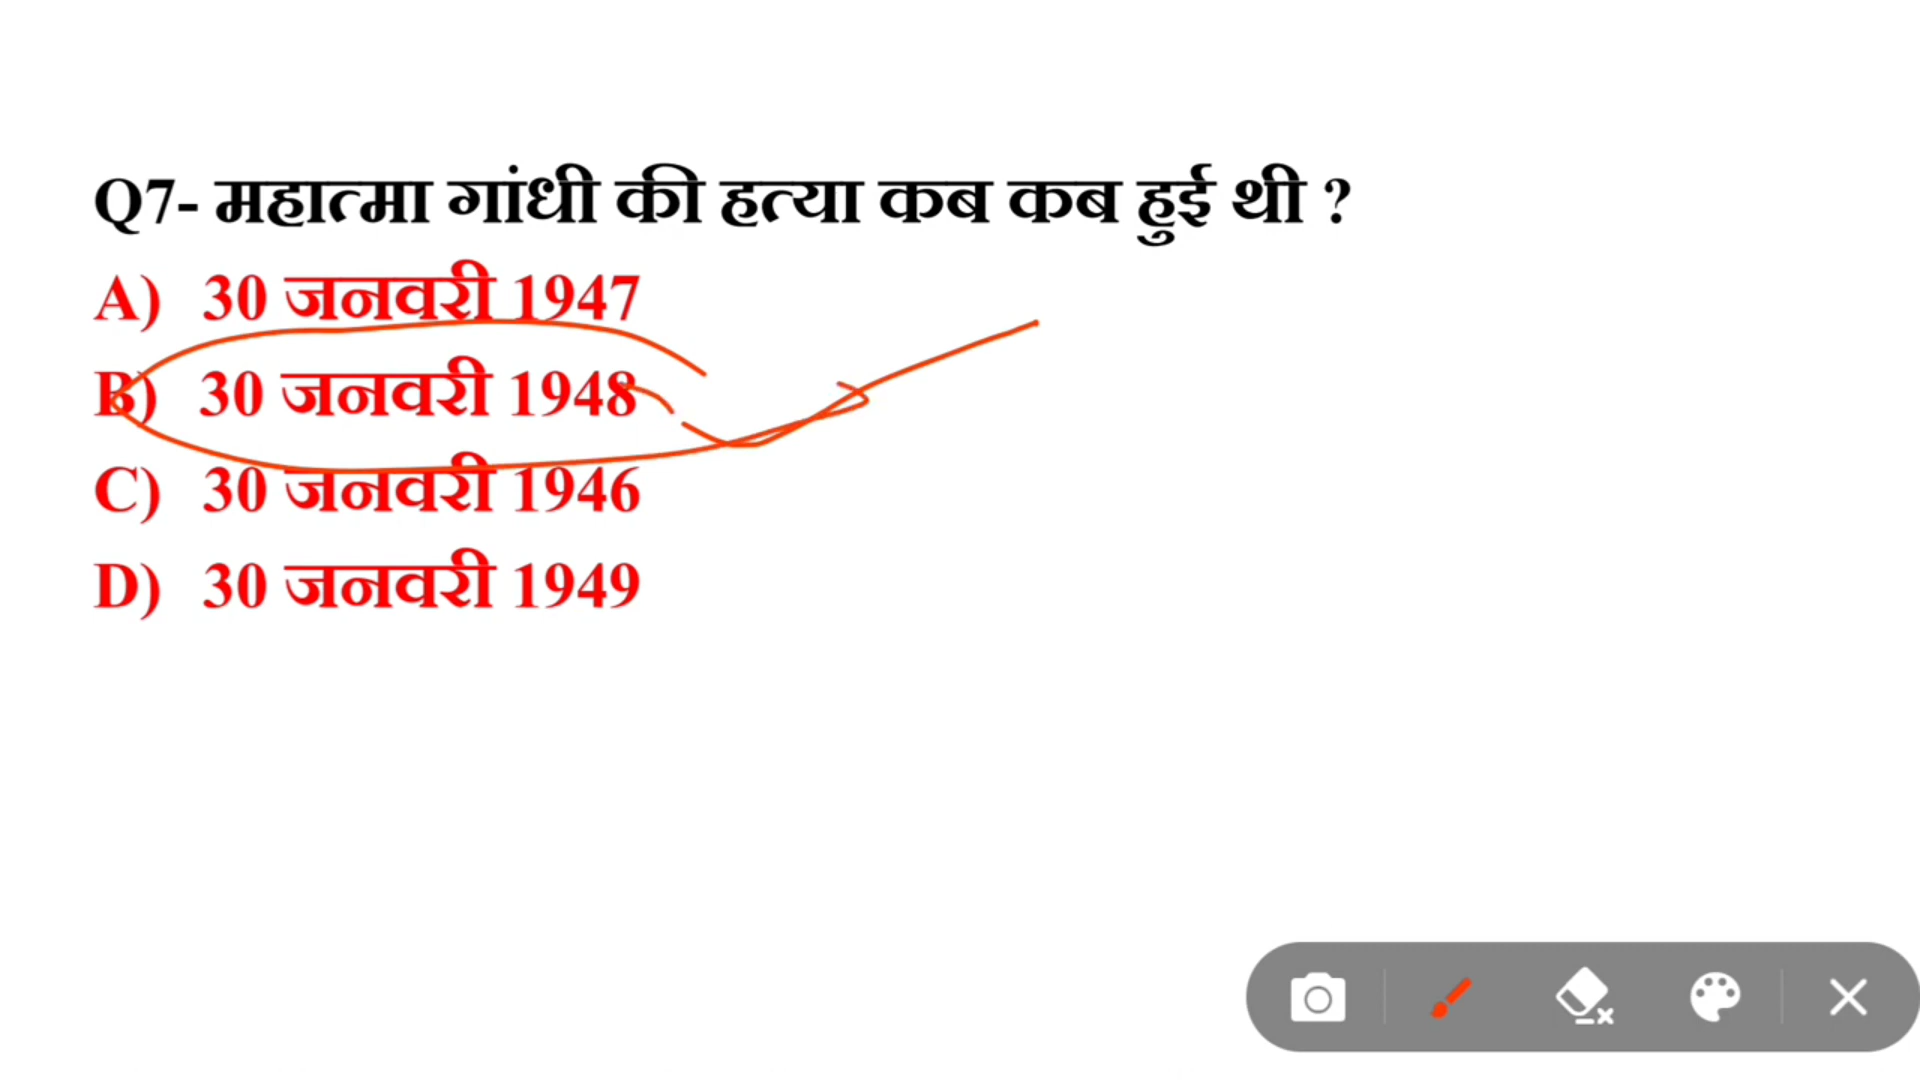 Q7- महात्मा गांधी की हत्या कब कब हुई थी ?
A) 30 जनवरी 1947
B) 30 जनवरी 1948
C) 30 जनवरी 1946
D) 30 जनवरी 1949